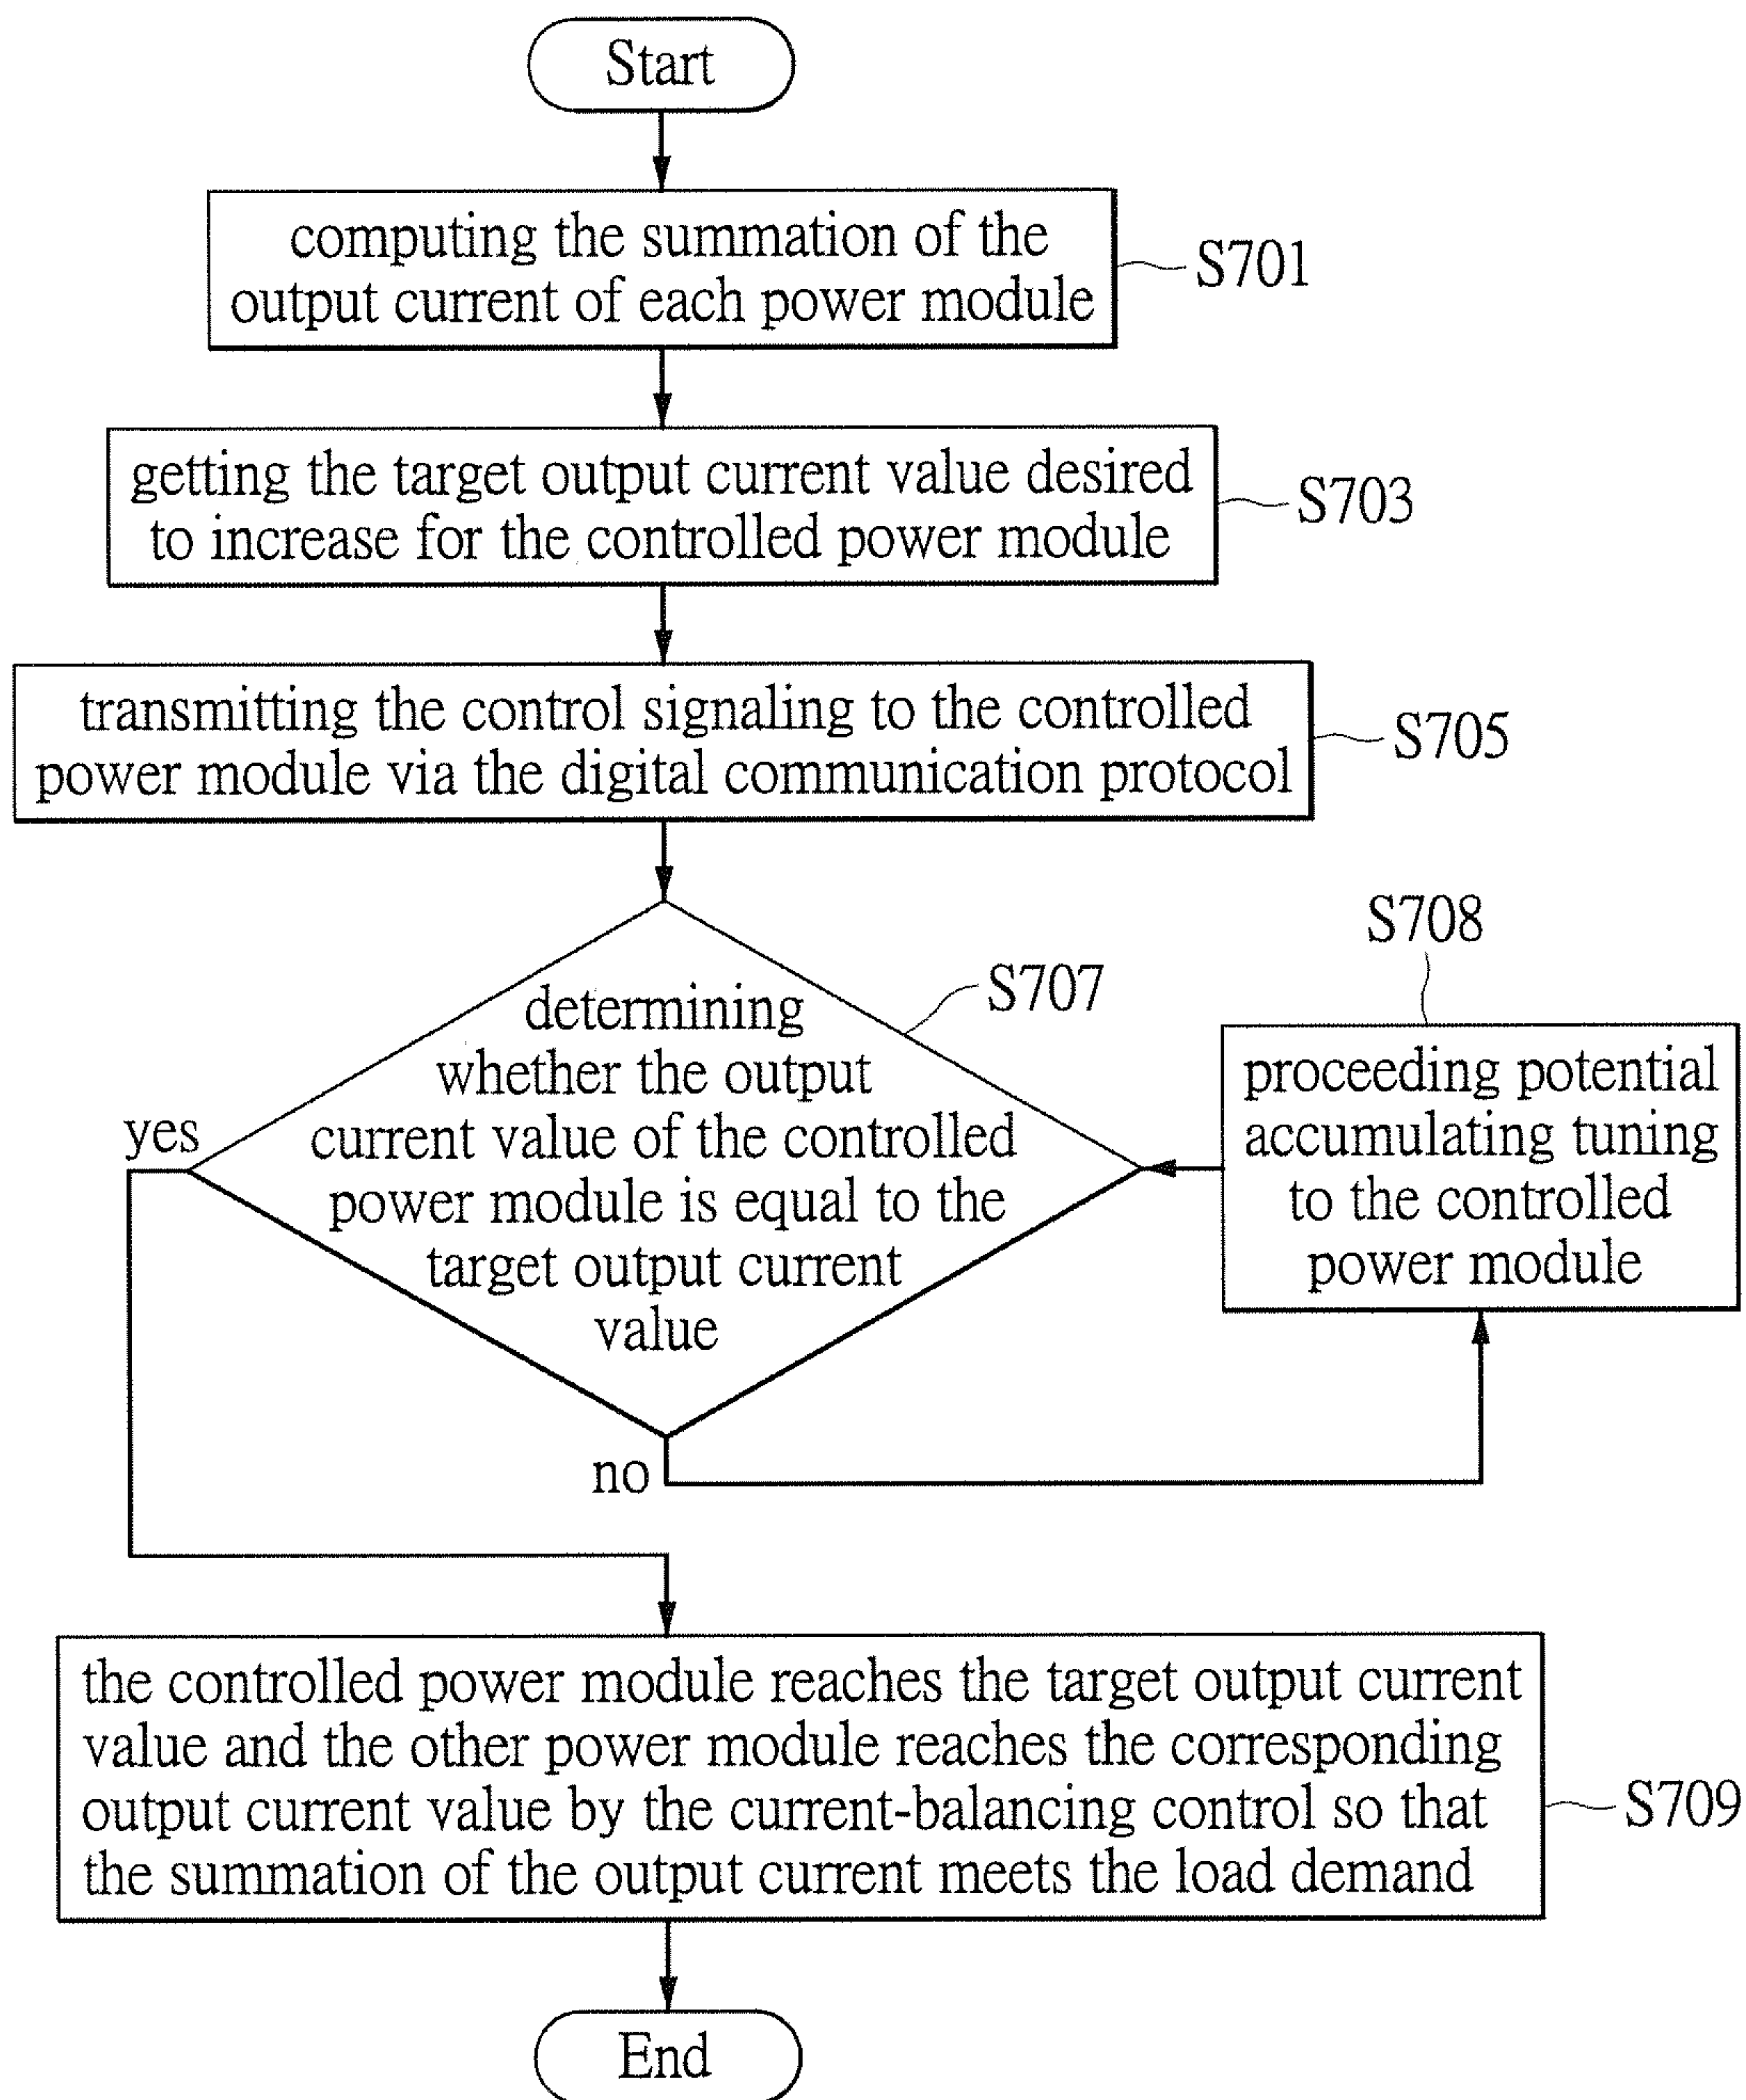 Start
computing the summation of the
output current of each power module
S701
getting the target output current value desired
to increase for the controlled power module
S703
transmitting the control signaling to the controlled
power module via the digital communication protocol
S705
determining
whether the output
current value of the controlled
power module is equal to the
target output current
value
S707
yes
no
S708
proceeding potential
accumulating tuning
to the controlled
power module
the controlled power module reaches the target output current
value and the other power module reaches the corresponding
output current value by the current-balancing control so that
the summation of the output current meets the load demand
S709
End